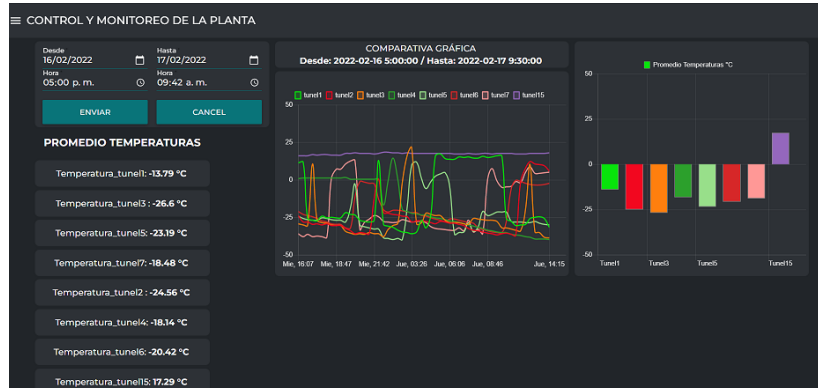 CONTROL Y MONITOREO DE LA PLANTA
Desde
16/02/2022
Hasta
17/02/2022
Hora
05:00 p. m.
Hora
09:42 a. m.
ENVIAR
CANCEL
PROMEDIO TEMPERATURAS
Temperatura_tunel1: -13.79 °C
Temperatura_tunel3 : -26.6 °C
Temperatura_tunel5: -23.19 °C
Temperatura_tunel7: -18.48 °C
Temperatura_tunel2 : -24.56 °C
Temperatura_tunel4: -18.14 °C
Temperatura_tunel6: -20.42 °C
Temperatura_tunel15: 17.29 °C
COMPARATIVA GRÁFICA
Desde: 2022-02-16 5:00:00 / Hasta: 2022-02-17 9:30:00
tunel1 tunel2 tunel3 tunel4 tunel5 tunel6 tunel7 tunel15
50
25
0
-25
-50
Mie, 16:07 Mie, 18:47 Mie, 21:42 Jue, 03:26 Jue, 06:06 Jue, 08:46 Jue, 14:15
Promedio Temperaturas °C
50
25
0
-25
-50
Tunel1 Tunel3 Tunel5 Tunel15